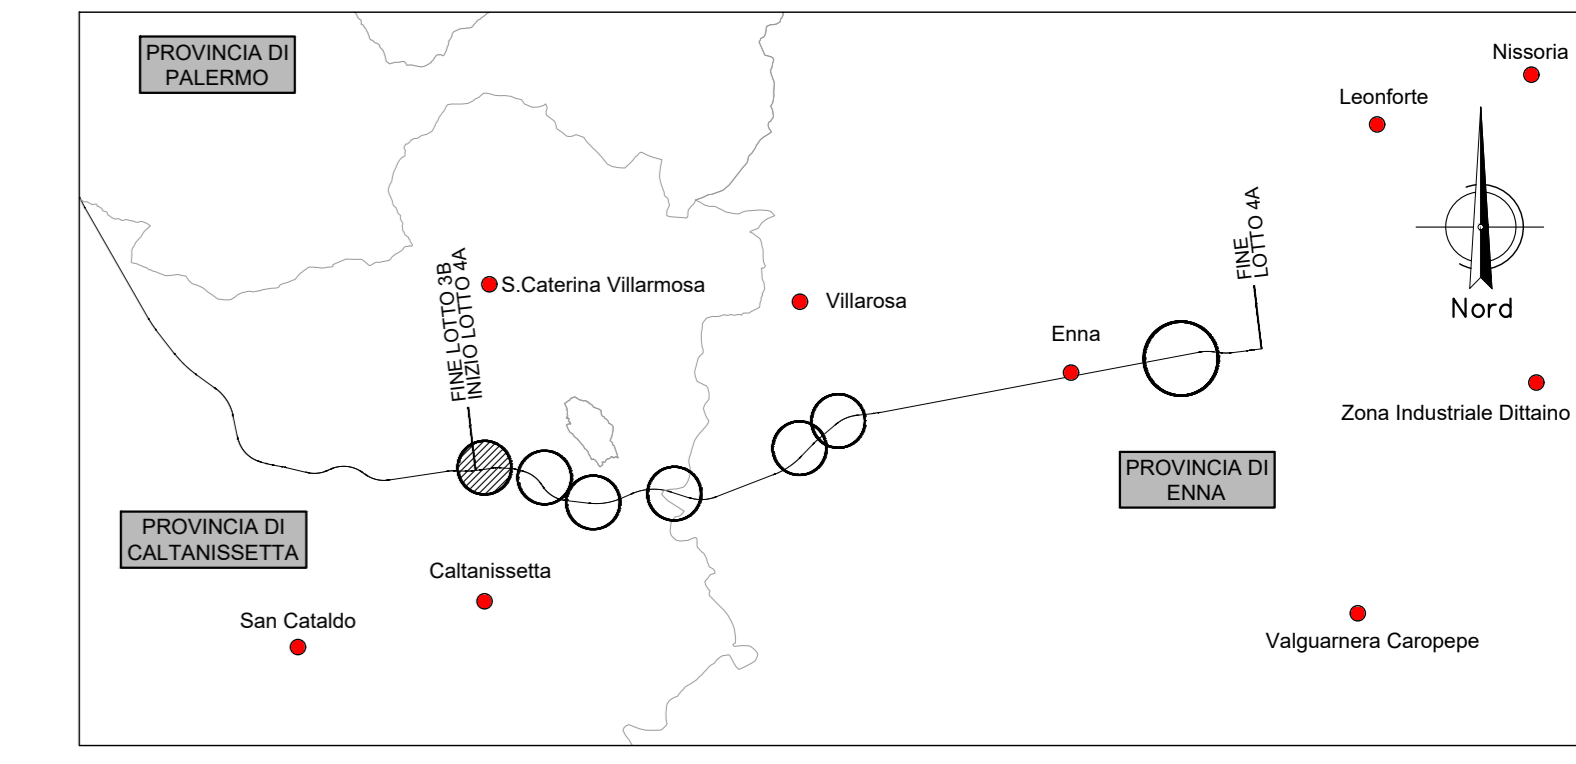 PROVINCIA DI
PALERMO
Nissoria
Leonforte
FINE
LOTTO 4A
FINE LOTTO 3B
INIZIO LOTTO 4A
S.Caterina Villarmosa
Villarosa
Nord
Enna
Zona Industriale Dittaino
PROVINCIA DI
ENNA
PROVINCIA DI
CALTANISSETTA
Caltanissetta
San Cataldo
Valguarnera Caropepe